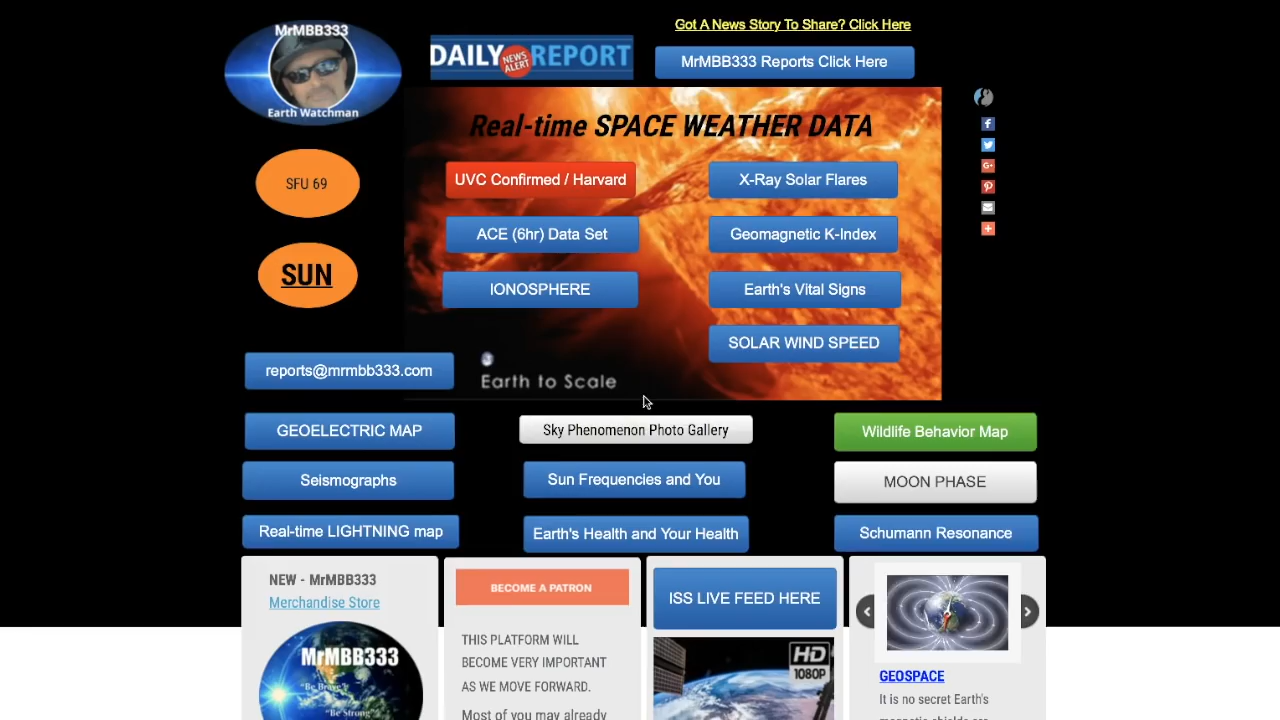 MrMBB333
Earth Watchman
DAILY NEWS ALERT REPORT
Got A News Story To Share? Click Here
MrMBB333 Reports Click Here
Real-time SPACE WEATHER DATA
SFU 69
SUN
UVC Confirmed / Harvard
X-Ray Solar Flares
ACE (6hr) Data Set
Geomagnetic K-Index
IONOSPHERE
Earth's Vital Signs
SOLAR WIND SPEED
Earth to Scale
reports@mrmbb333.com
GEOELECTRIC MAP
Sky Phenomenon Photo Gallery
Wildlife Behavior Map
Seismographs
Sun Frequencies and You
MOON PHASE
Real-time LIGHTNING map
Earth's Health and Your Health
Schumann Resonance
NEW - MrMBB333
Merchandise Store
MrMBB333
"Be Brave"
"Be Strong"
BECOME A PATRON
THIS PLATFORM WILL
BECOME VERY IMPORTANT
AS WE MOVE FORWARD.
Most of you may already
ISS LIVE FEED HERE
HD
1080P
GEOSPACE
It is no secret Earth's